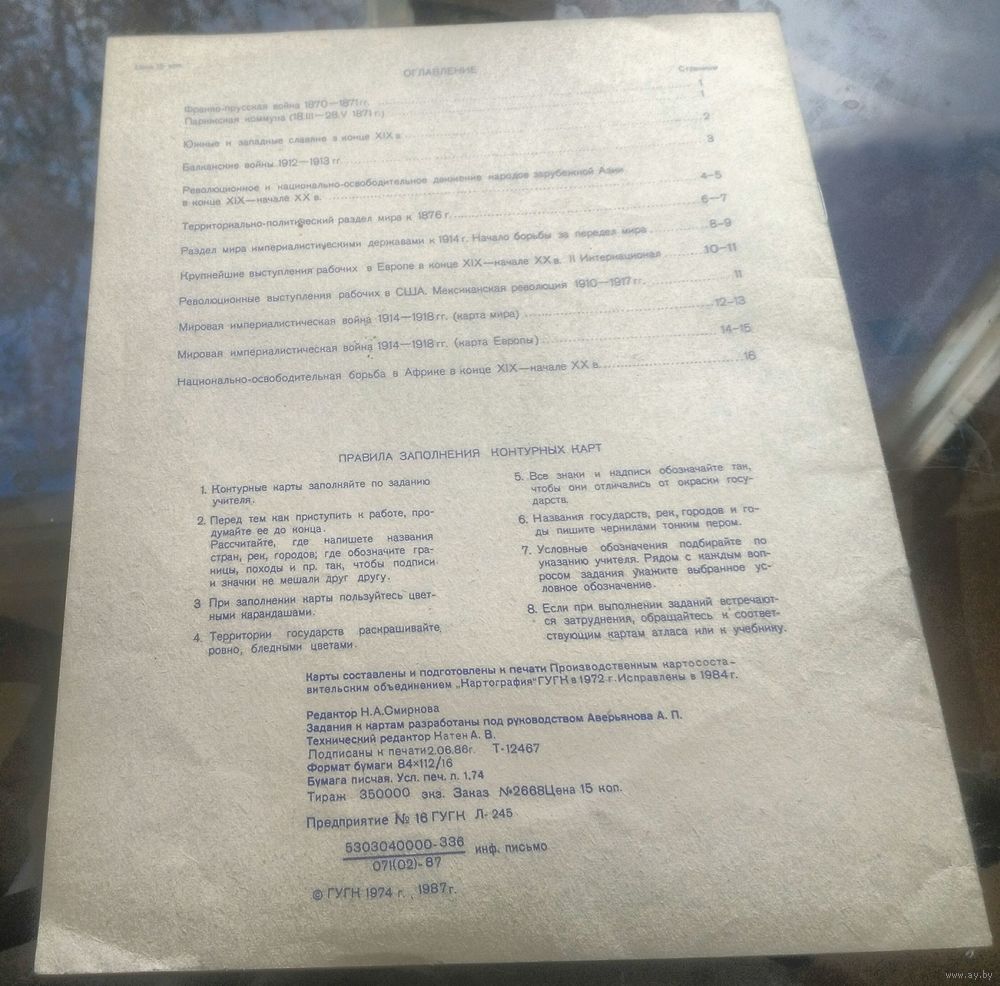 Цена 15 коп.
ОГЛАВЛЕНИЕ
Страницы
Франко-прусская война 1870—1871 гг. 1
Парижская коммуна (18.III—28.V 1871 г.) 1
Южные и западные славяне в конце XIX в. 2
Балканские войны 1912—1913 гг. 3
Революционное и национально-освободительное движение народов зарубежной Азии
в конце XIX—начале XX в. 4—5
Территориально-политический раздел мира к 1876 г. 6—7
Раздел мира империалистическими державами к 1914 г. Начало борьбы за передел мира 8—9
Крупнейшие выступления рабочих в Европе в конце XIX—начале XX в. II Интернационал 10—11
Революционные выступления рабочих в США. Мексиканская революция 1910—1917 гг. 11
Мировая империалистическая война 1914—1918 гг. (карта мира) 12—13
Мировая империалистическая война 1914—1918 гг. (карта Европы) 14—15
Национально-освободительная борьба в Африке в конце XIX—начале XX в. 16
ПРАВИЛА ЗАПОЛНЕНИЯ КОНТУРНЫХ КАРТ
1. Контурные карты заполняйте по заданию
учителя.
2. Перед тем как приступить к работе, про-
думайте ее до конца.
Рассчитайте, где напишете названия
стран, рек, городов; где обозначите гра-
ницы, походы и пр. так, чтобы подписи
и значки не мешали друг другу.
3 При заполнении карты пользуйтесь цвет-
ными карандашами.
4. Территории государств раскрашивайте
ровно, бледными цветами.
5. Все знаки и надписи обозначайте так,
чтобы они отличались от окраски госу-
дарств.
6. Названия государств, рек, городов и го-
ды пишите чернилами тонким пером.
7. Условные обозначения подбирайте по
указанию учителя. Рядом с каждым воп-
росом задания укажите выбранное ус-
ловное обозначение.
8. Если при выполнении заданий встречают-
ся затруднения, обращайтесь к соответ-
ствующим картам атласа или к учебнику.
Карты составлены и подготовлены к печати Производственным картососта-
вительским объединением „Картография" ГУГК в 1972 г. Исправлены в 1984 г.
Редактор Н.А.Смирнова
Задания к картам разработаны под руководством Аверьянова А. П.
Технический редактор Натен А. В.
Подписаны к печати 2.06.86г. Т-12467
Формат бумаги 84×112/16
Бумага писчая. Усл. печ. л. 1.74
Тираж 350000 экз. Заказ №2668 Цена 15 коп.
Предприятие № 16 ГУГК Л-245
5303040000-336
071(02)-87 инф. письмо
© ГУГК 1974 г., 1987г.
www.ay.by